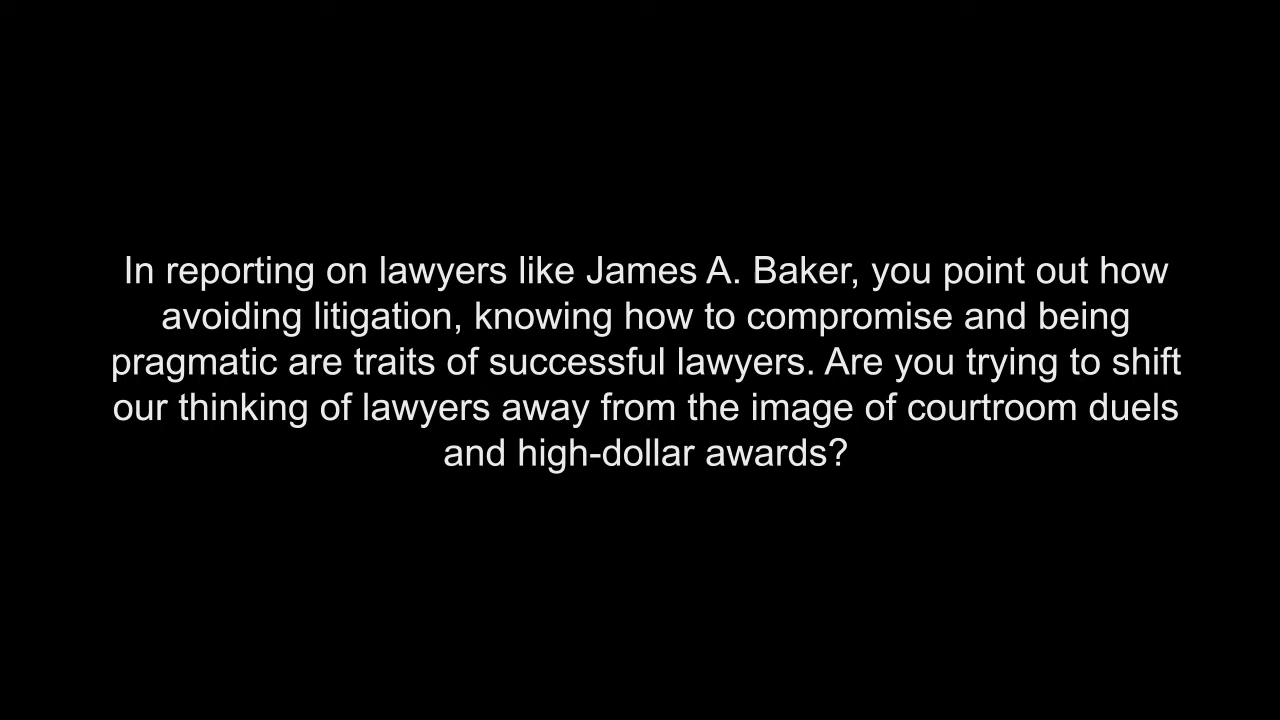 In reporting on lawyers like James A. Baker, you point out how
avoiding litigation, knowing how to compromise and being
pragmatic are traits of successful lawyers. Are you trying to shift
our thinking of lawyers away from the image of courtroom duels
and high-dollar awards?